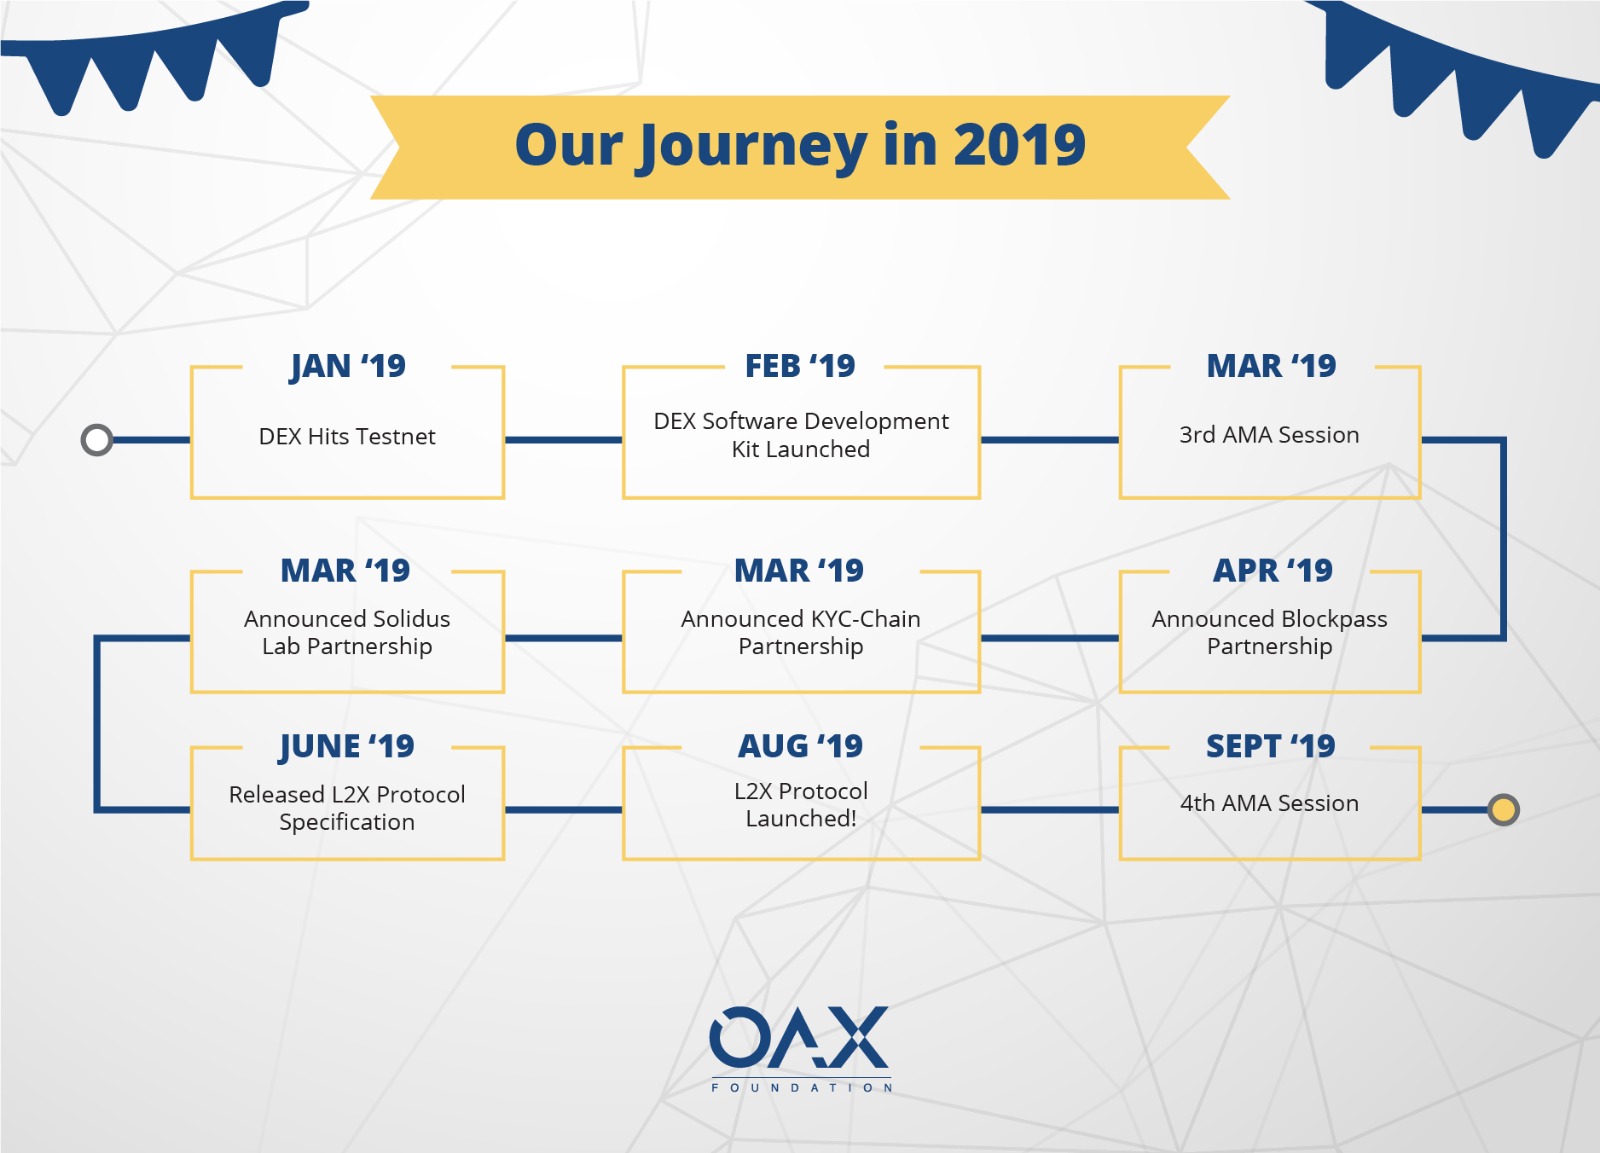 Our Journey in 2019
JAN ‘19
DEX Hits Testnet
FEB ‘19
DEX Software Development
Kit Launched
MAR ‘19
3rd AMA Session
MAR ‘19
Announced Solidus
Lab Partnership
MAR ‘19
Announced KYC-Chain
Partnership
APR ‘19
Announced Blockpass
Partnership
JUNE ‘19
Released L2X Protocol
Specification
AUG ‘19
L2X Protocol
Launched!
SEPT ‘19
4th AMA Session
OAX
FOUNDATION